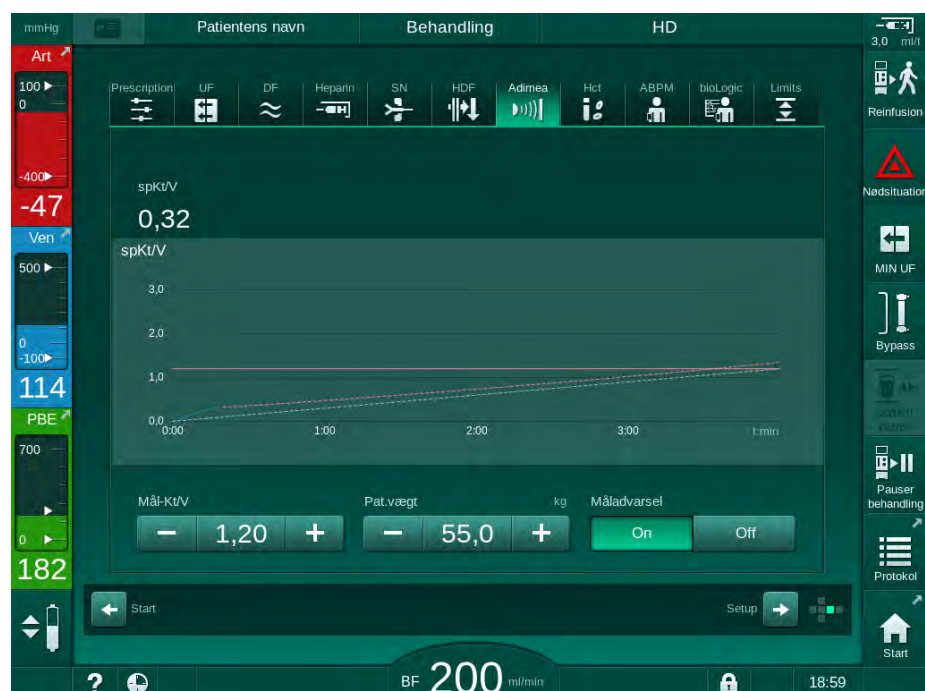 mmHg
Patientens navn
Behandling
HD
3,0 ml/t
Art
100
0
-400
-47
Ven
500
0
-100
114
PBE
700
0
182
Prescription
UF
DF
Heparin
SN
HDF
Adimea
Hct
ABPM
bioLogic
Limits
spKt/V
0,32
spKt/V
3,0
2,0
1,0
0,0
0:00
1:00
2:00
3:00
t:min
Mål-Kt/V
Pat.vægt
kg
Måladvarsel
− 1,20 +
− 55,0 +
On
Off
Start
Setup
Reinfusion
Nødsituation
MIN UF
Bypass
Pauser
behandling
Protokol
Start
?
BF 200 ml/min
18:59